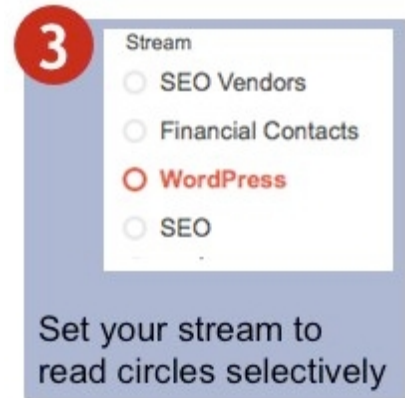 3
Stream
SEO Vendors
Financial Contacts
WordPress
SEO
Set your stream to
read circles selectively